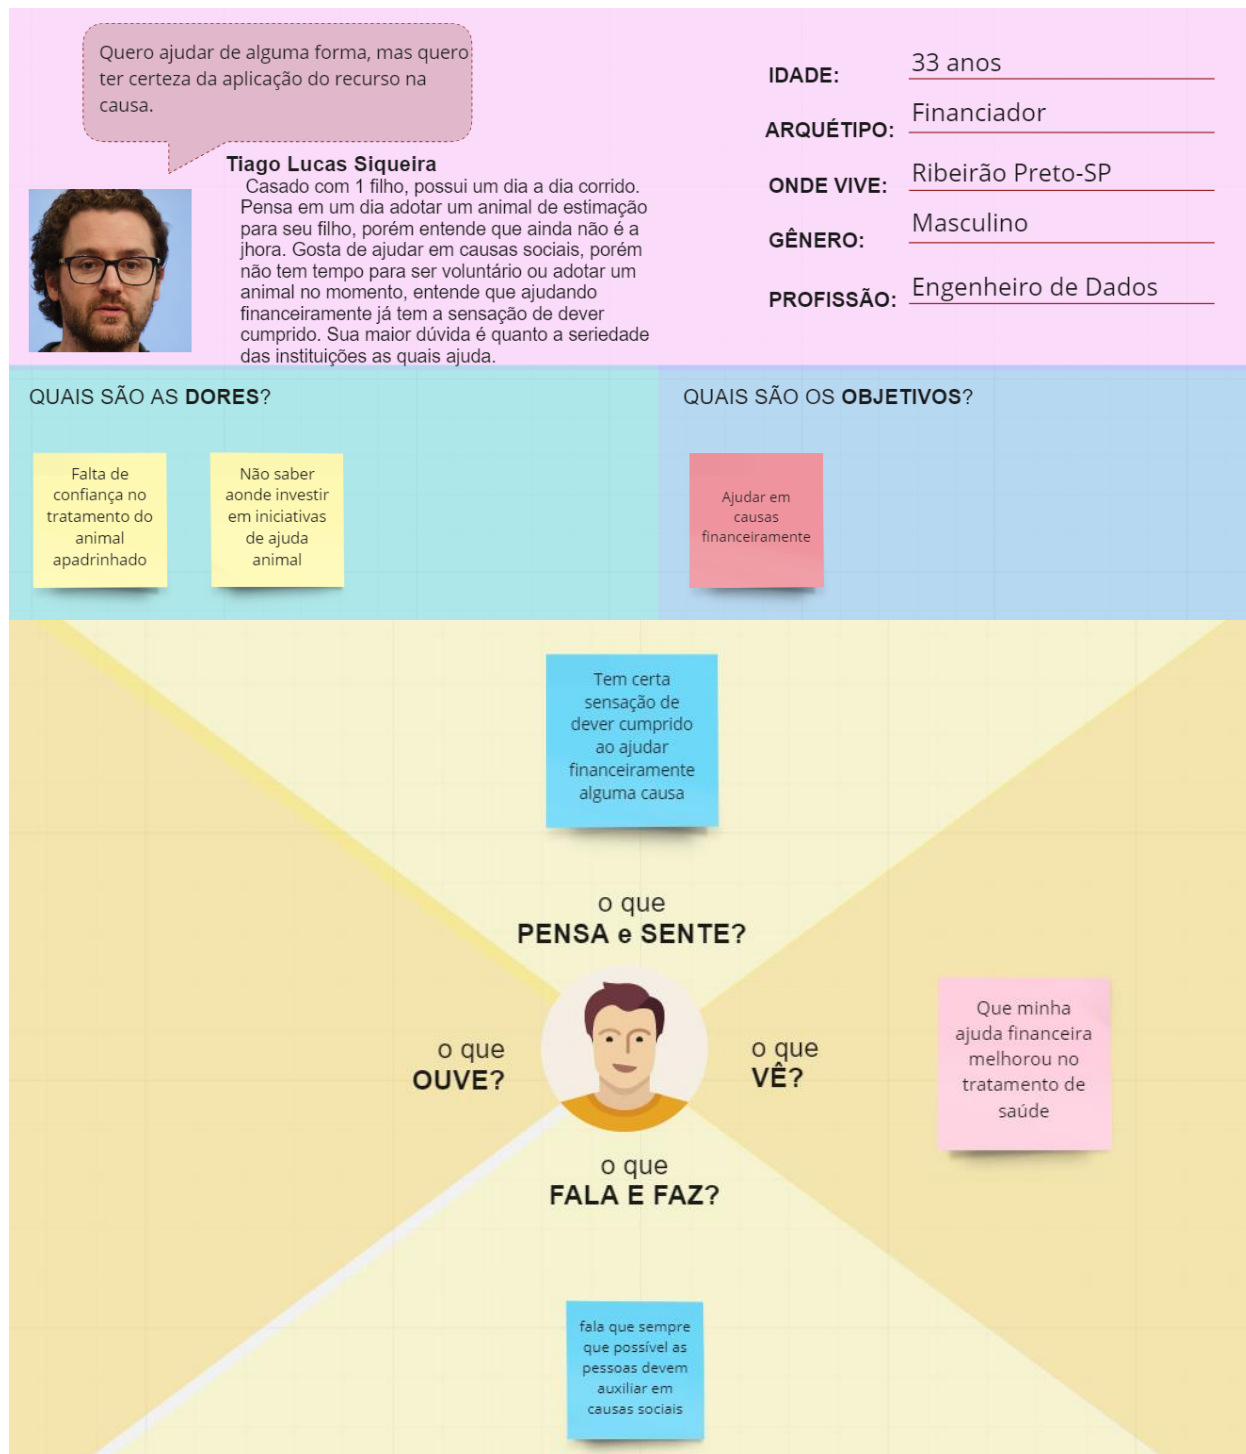 Quero ajudar de alguma forma, mas quero
ter certeza da aplicação do recurso na
causa.
Tiago Lucas Siqueira
Casado com 1 filho, possui um dia a dia corrido.
Pensa em um dia adotar um animal de estimação
para seu filho, porém entende que ainda não é a
jhora. Gosta de ajudar em causas sociais, porém
não tem tempo para ser voluntário ou adotar um
animal no momento, entende que ajudando
financeiramente já tem a sensação de dever
cumprido. Sua maior dúvida é quanto a seriedade
das instituições as quais ajuda.
IDADE: 33 anos
ARQUÉTIPO: Financiador
ONDE VIVE: Ribeirão Preto-SP
GÊNERO: Masculino
PROFISSÃO: Engenheiro de Dados
QUAIS SÃO AS DORES?
Falta de
confiança no
tratamento do
animal
apadrinhado
Não saber
aonde investir
em iniciativas
de ajuda
animal
QUAIS SÃO OS OBJETIVOS?
Ajudar em
causas
financeiramente
Tem certa
sensação de
dever cumprido
ao ajudar
financeiramente
alguma causa
o que
PENSA e SENTE?
o que
OUVE?
o que
VÊ?
Que minha
ajuda financeira
melhorou no
tratamento de
saúde
o que
FALA E FAZ?
fala que sempre
que possível as
pessoas devem
auxiliar em
causas sociais